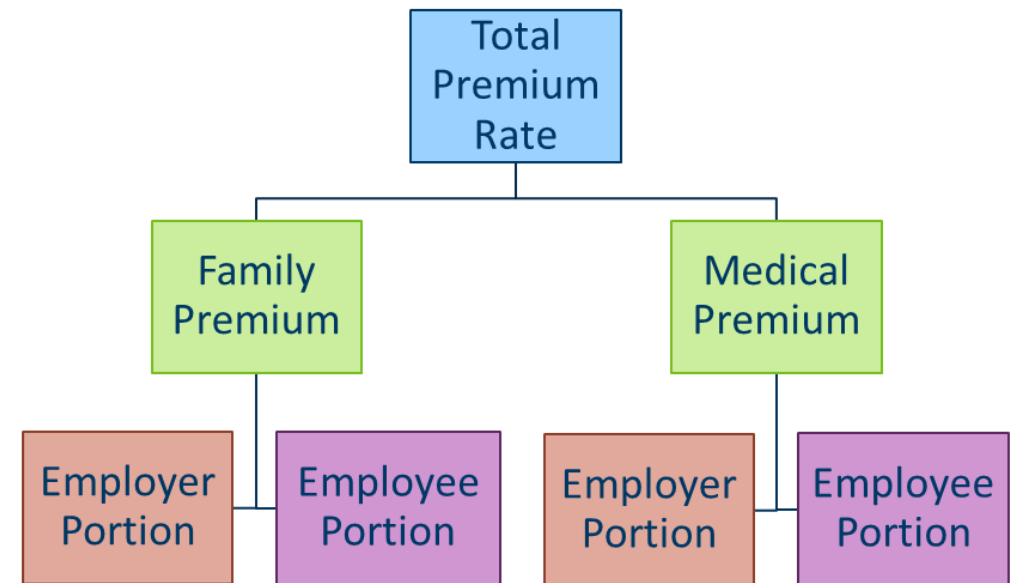 Total
Premium
Rate
Family
Premium
Medical
Premium
Employer
Portion
Employee
Portion
Employer
Portion
Employee
Portion